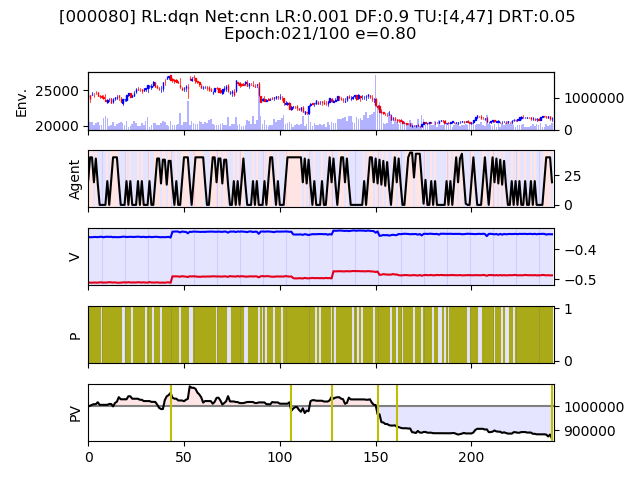 [000080] RL:dqn Net:cnn LR:0.001 DF:0.9 TU:[4,47] DRT:0.05
Epoch:021/100 e=0.80
Env.
25000
20000
1000000
0
Agent
25
0
V
−0.4
−0.5
P
1
0
PV
1000000
900000
0 50 100 150 200